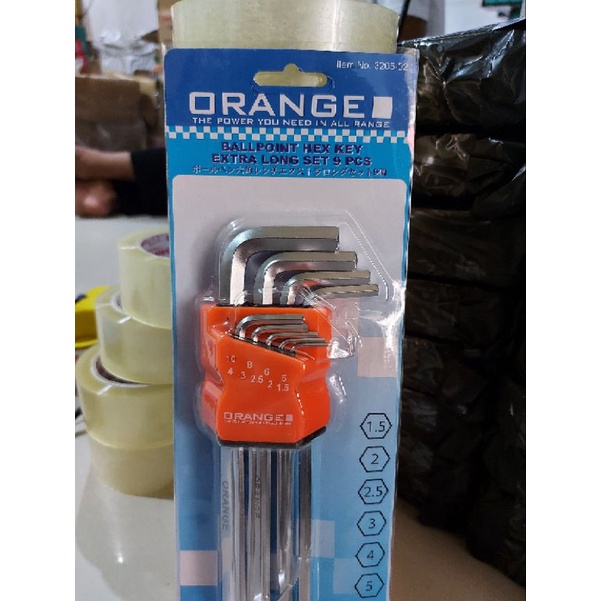 Item No. 3205-02
ORANGE
THE POWER YOU NEED IN ALL RANGE
BALLPOINT HEX KEY
EXTRA LONG SET 9 PCS
10 8 6 5
4 3 2.5 2 1.5
ORANGE
ORANGE
1.5
2
2.5
3
4
5